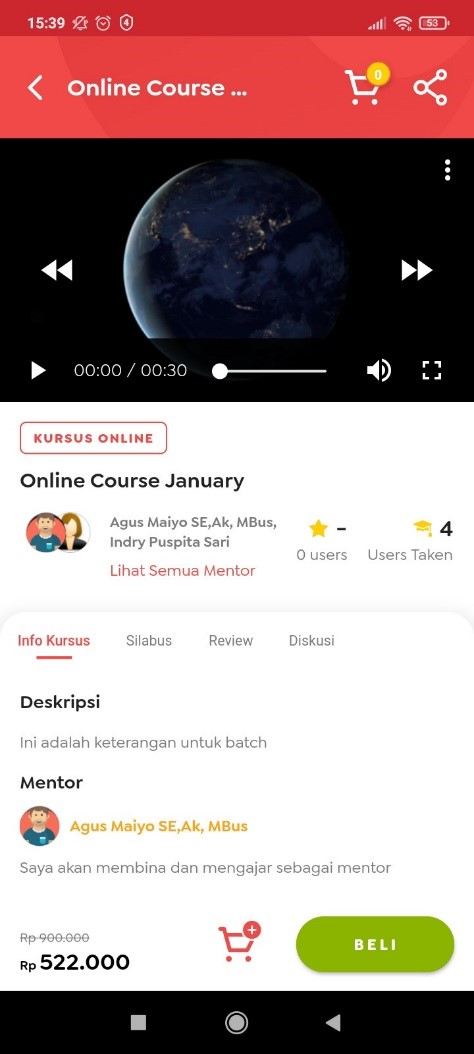 15:39
4
53
Online Course ...
0
00:00 / 00:30
KURSUS ONLINE
Online Course January
Agus Maiyo SE,Ak, MBus,
Indry Puspita Sari
Lihat Semua Mentor
-
0 users
4
Users Taken
Info Kursus
Silabus
Review
Diskusi
Deskripsi
Ini adalah keterangan untuk batch
Mentor
Agus Maiyo SE,Ak, MBus
Saya akan membina dan mengajar sebagai mentor
Rp 900.000
Rp 522.000
BELI